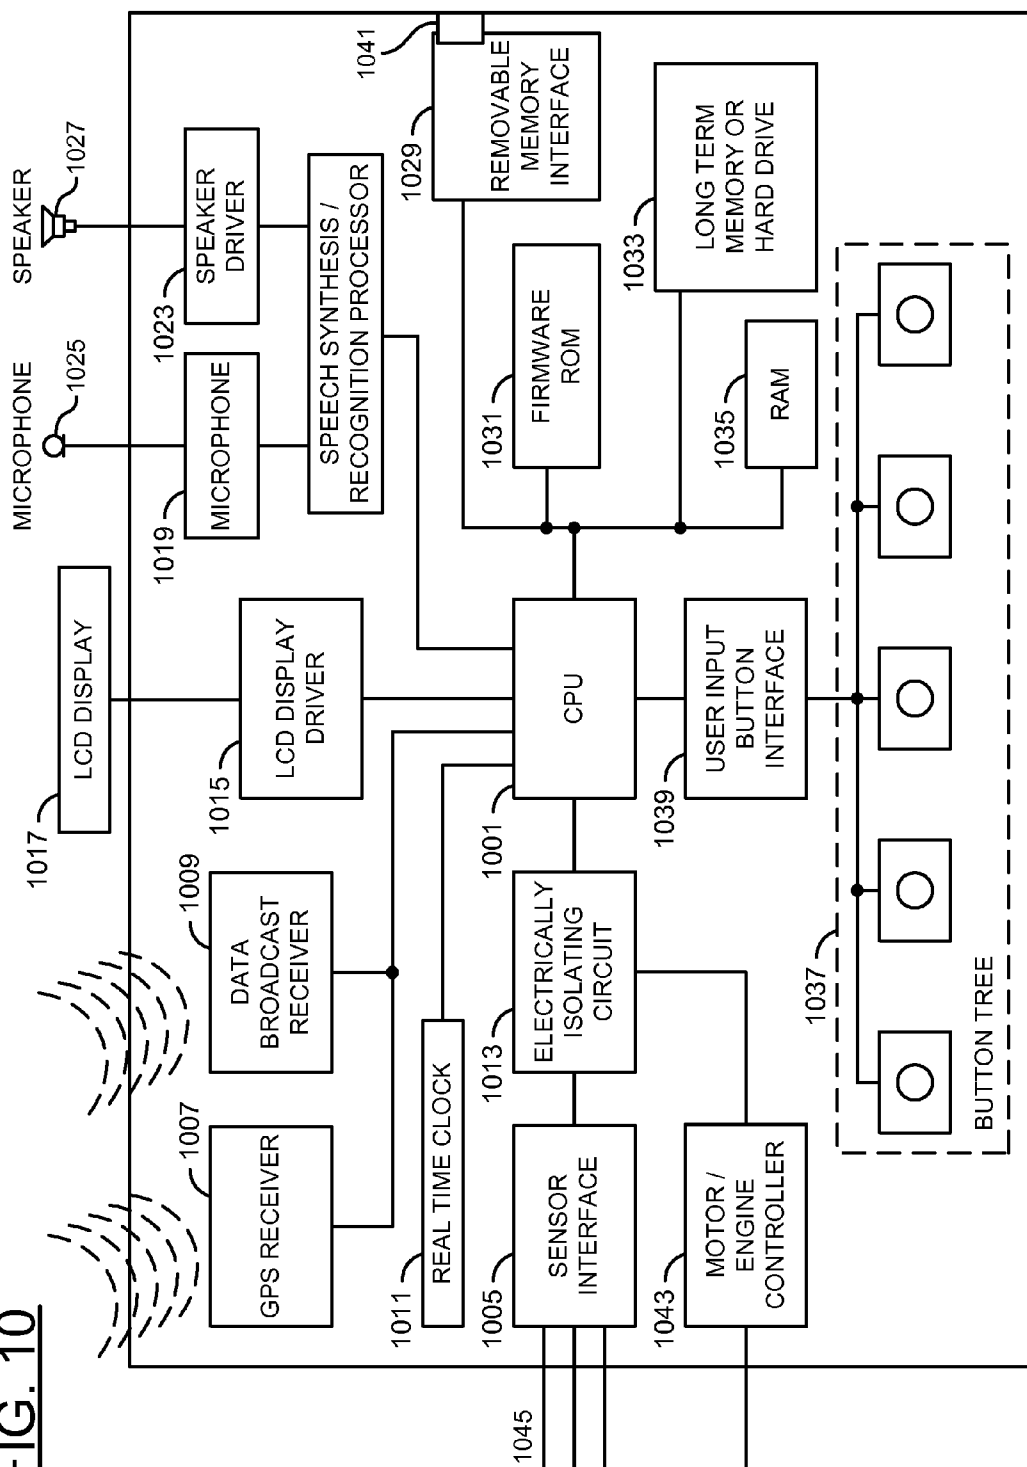 FIG. 10
1017
LCD DISPLAY
MICROPHONE
1025
SPEAKER
1027
1007
GPS RECEIVER
1009
DATA
BROADCAST
RECEIVER
1015
LCD DISPLAY
DRIVER
1019
MICROPHONE
1023
SPEAKER
DRIVER
SPEECH SYNTHESIS /
RECOGNITION PROCESSOR
1041
1029
REMOVABLE
MEMORY
INTERFACE
1011
REAL TIME CLOCK
1045
1005
SENSOR
INTERFACE
1013
ELECTRICALLY
ISOLATING
CIRCUIT
1001
CPU
1031
FIRMWARE
ROM
1033
LONG TERM
MEMORY OR
HARD DRIVE
1043
MOTOR /
ENGINE
CONTROLLER
1039
USER INPUT
BUTTON
INTERFACE
1035
RAM
1037
BUTTON TREE